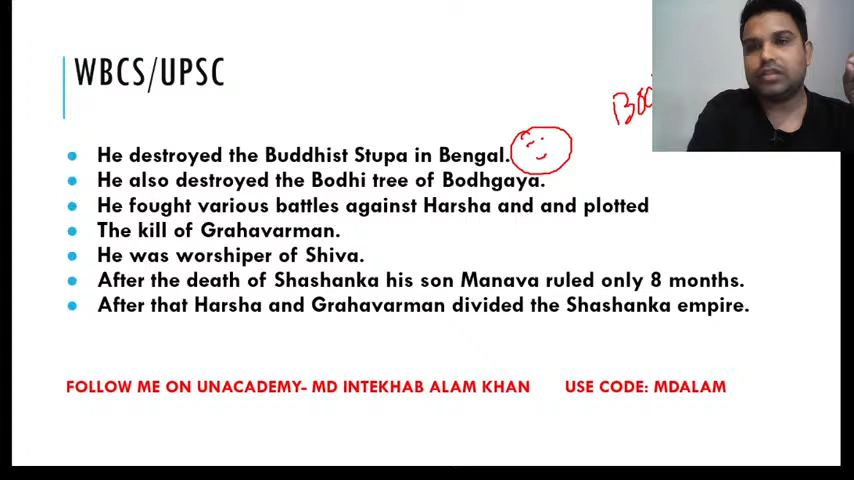 WBCS/UPSC
He destroyed the Buddhist Stupa in Bengal.
He also destroyed the Bodhi tree of Bodhgaya.
He fought various battles against Harsha and and plotted
The kill of Grahavarman.
He was worshiper of Shiva.
After the death of Shashanka his son Manava ruled only 8 months.
After that Harsha and Grahavarman divided the Shashanka empire.
FOLLOW ME ON UNACADEMY- MD INTEKHAB ALAM KHAN USE CODE: MDALAM